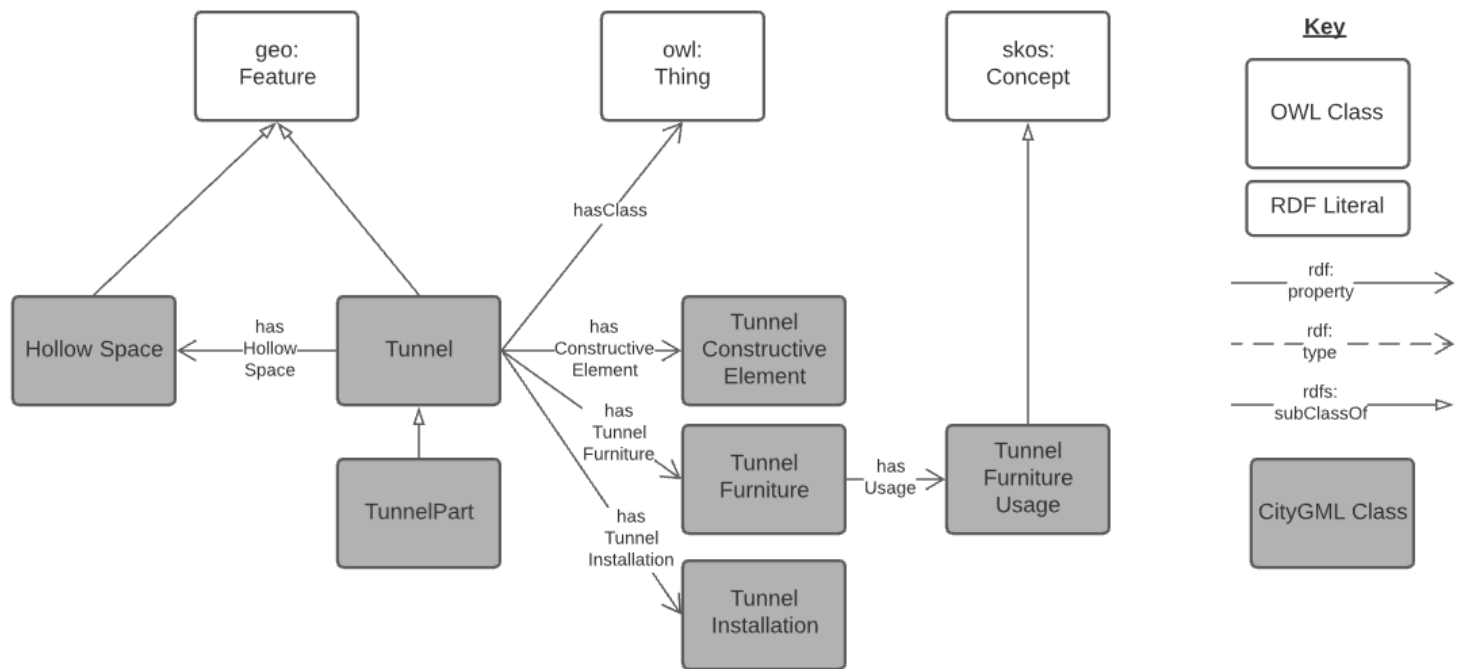 geo:
Feature
owl:
Thing
skos:
Concept
Key
OWL Class
RDF Literal
hasClass
rdf:
property
rdf:
type
rdfs:
subClassOf
Hollow Space
has
Hollow
Space
Tunnel
has
Constructive
Element
Tunnel
Constructive
Element
has
Tunnel
Furniture
Tunnel
Furniture
has
Usage
Tunnel
Furniture
Usage
TunnelPart
CityGML Class
has
Tunnel
Installation
Tunnel
Installation